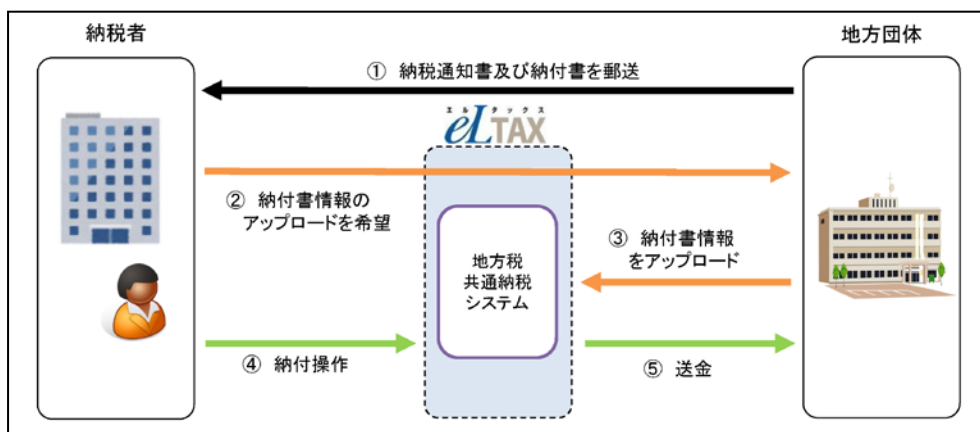 納税者
地方団体
① 納税通知書及び納付書を郵送
エルタックス
eLTAX
② 納付書情報の
アップロードを希望
③ 納付書情報
をアップロード
地方税
共通納税
システム
④ 納付操作
⑤ 送金